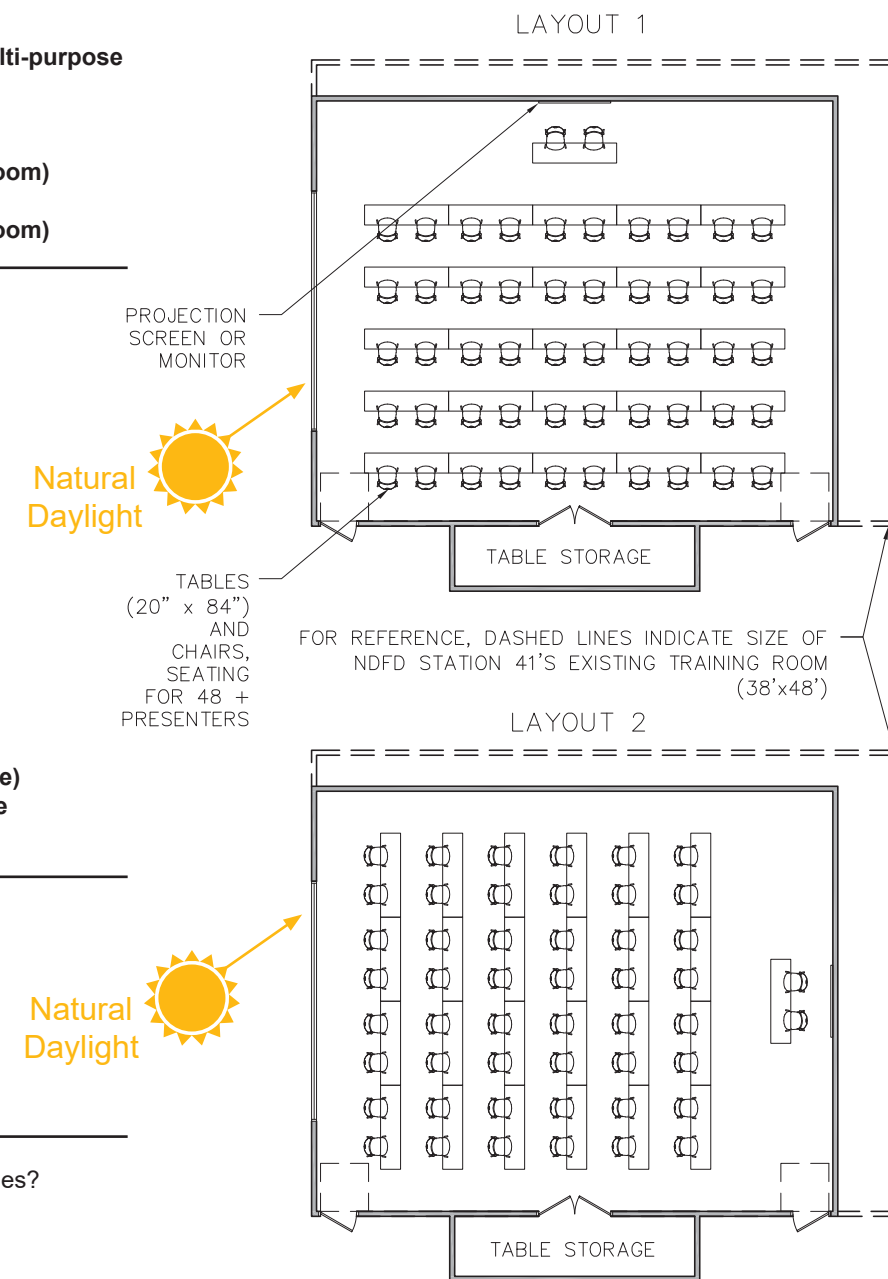 LAYOUT 1
lti-purpose
oom)
oom)
PROJECTION
SCREEN OR
MONITOR
Natural
Daylight
TABLE STORAGE
TABLES
(20” x 84”)
AND
CHAIRS,
SEATING
FOR 48 +
PRESENTERS
FOR REFERENCE, DASHED LINES INDICATE SIZE OF
NDFD STATION 41'S EXISTING TRAINING ROOM
(38'x48')
LAYOUT 2
e)
e
Natural
Daylight
es?
TABLE STORAGE